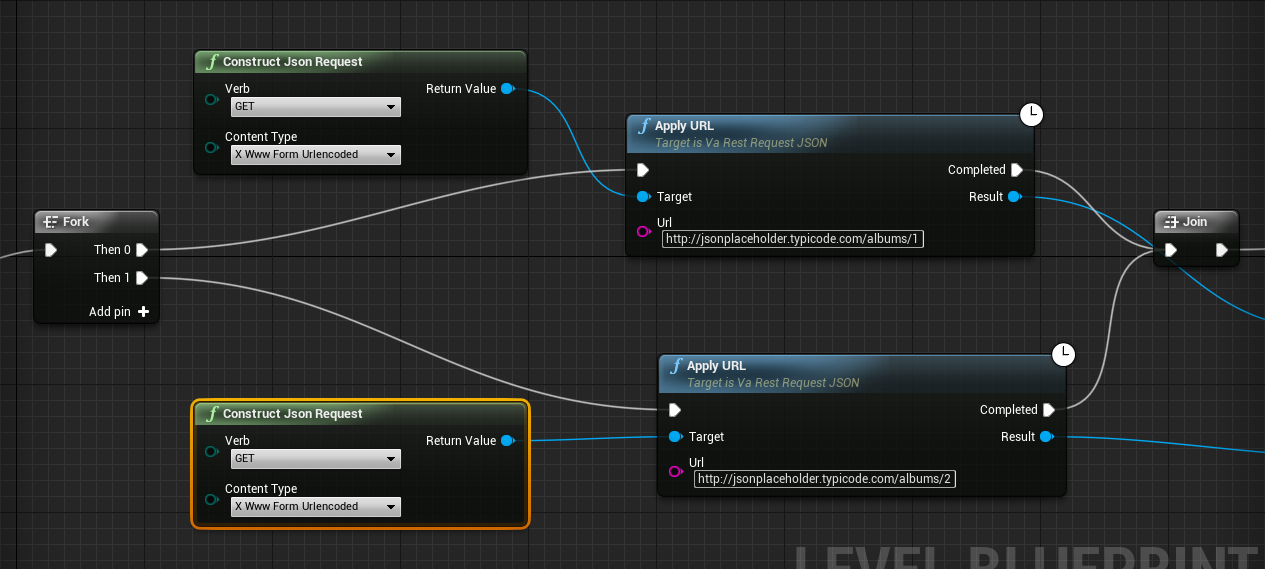 Construct Json Request
Verb
Return Value
GET
Content Type
X Www Form Urlencoded
Apply URL
Target is Va Rest Request JSON
Completed
Target
Result
Url
http://jsonplaceholder.typicode.com/albums/1
Fork
Then 0
Then 1
Add pin
Join
Apply URL
Target is Va Rest Request JSON
Completed
Target
Result
Url
http://jsonplaceholder.typicode.com/albums/2
Construct Json Request
Verb
Return Value
GET
Content Type
X Www Form Urlencoded
LEVEL BLUEPRINT